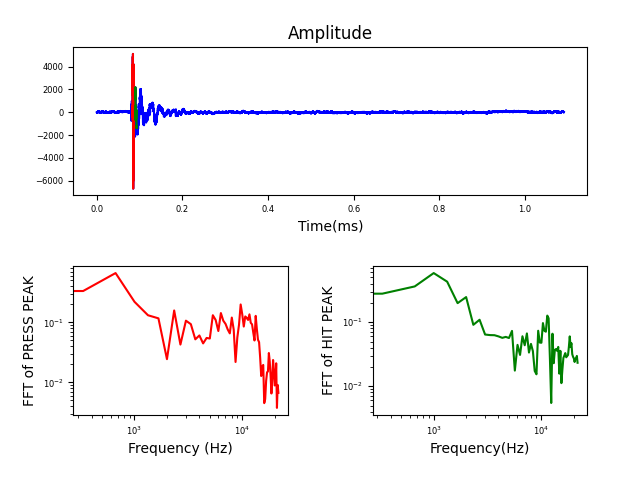 Amplitude
4000
2000
0
−2000
−4000
−6000
0.0 0.2 0.4 0.6 0.8 1.0
Time(ms)
FFT of PRESS PEAK
10⁻¹
10⁻²
10³ 10⁴
Frequency (Hz)
FFT of HIT PEAK
10⁻¹
10⁻²
10³ 10⁴
Frequency(Hz)